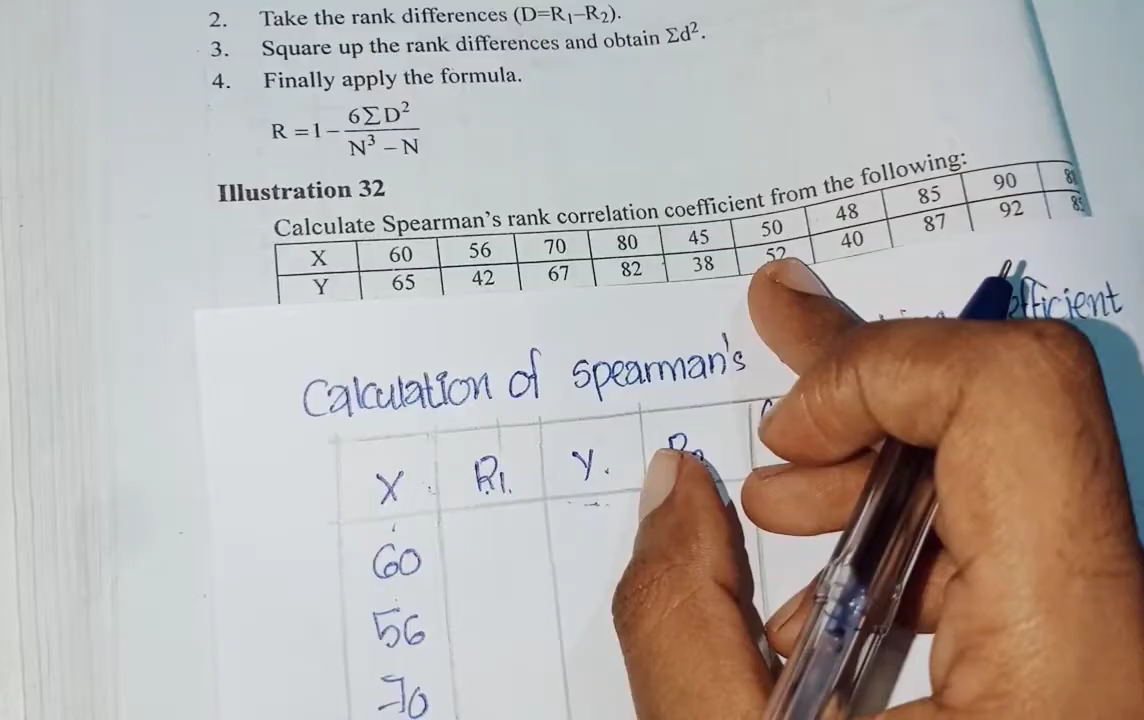 2. Take the rank differences (D=R₁–R₂).
3. Square up the rank differences and obtain Σd².
4. Finally apply the formula.
R = 1 – 6ΣD² / N³ – N
Illustration 32
Calculate Spearman's rank correlation coefficient from the following:
X 60 56 70 80 45 50 48 85 90
Y 65 42 67 82 38 52 40 87 92
Calculation of spearman's
X R₁. Y.
60
56
70